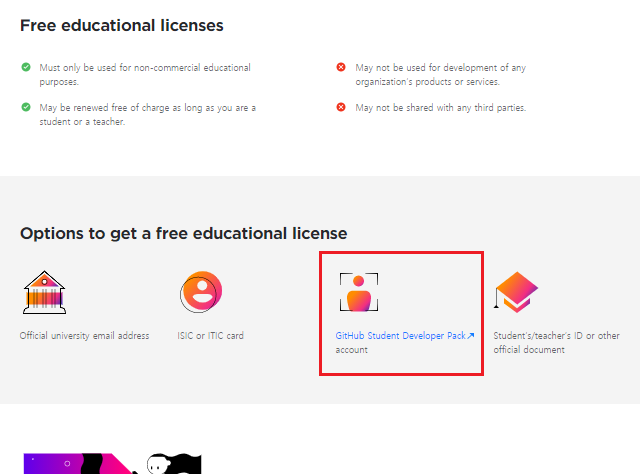 Free educational licenses
Must only be used for non-commercial educational
purposes.
May be renewed free of charge as long as you are a
student or a teacher.
May not be used for development of any
organization's products or services.
May not be shared with any third parties.
Options to get a free educational license
Official university email address
ISIC or ITIC card
GitHub Student Developer Pack↗
account
Student's/teacher's ID or other
official document